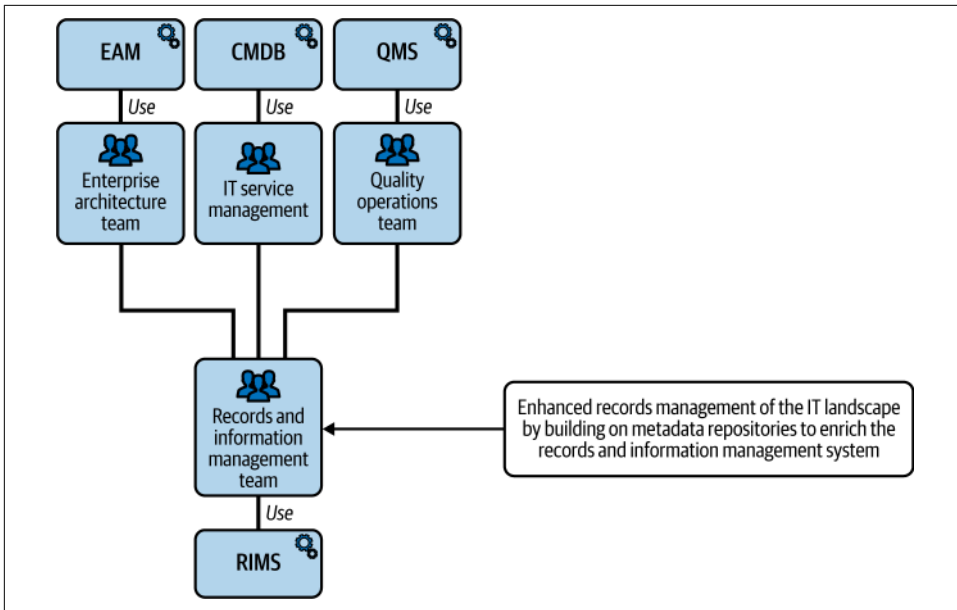 EAM
CMDB
QMS
Use
Use
Use
Enterprise
architecture
team
IT service
management
Quality
operations
team
Records and
information
management
team
Enhanced records management of the IT landscape
by building on metadata repositories to enrich the
records and information management system
Use
RIMS